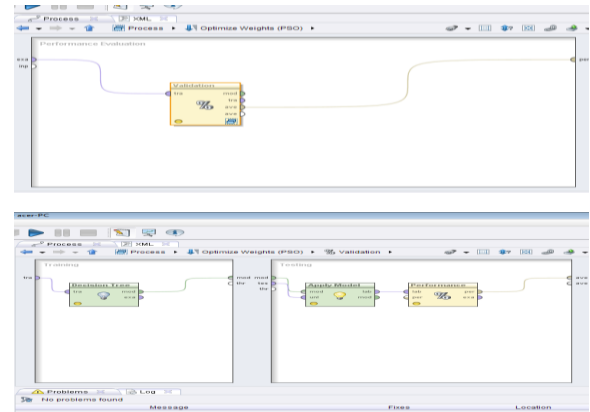 Process XML
Process Optimize Weights (PSO)
Performance Evaluation
exa
inp
per
Validation
tra mod
tra
ave
ave
acer-PC
Process XML
Process Optimize Weights (PSO) Validation
Training
Testing
tra
mod mod
thr tes
thr
ave
ave
Decision Tree
tra mod
exa
Apply Model
mod lab
unl mod
Performance
lab per
per exa
Problems Log
No problems found
Message Fixes Location